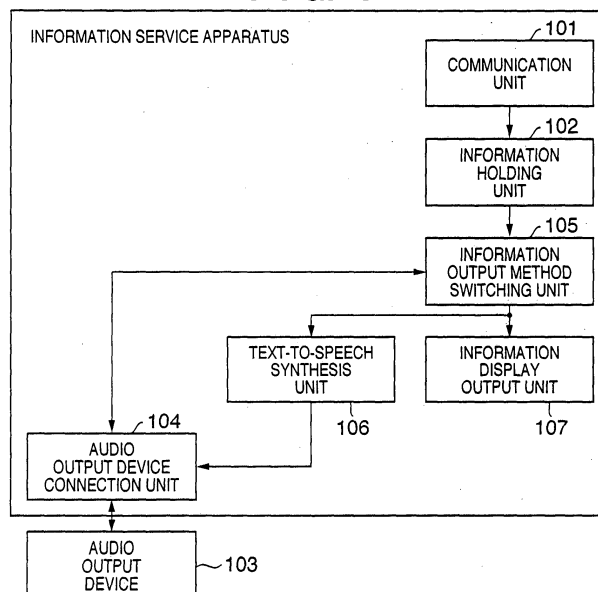 INFORMATION SERVICE APPARATUS
101
COMMUNICATION
UNIT
102
INFORMATION
HOLDING
UNIT
105
INFORMATION
OUTPUT METHOD
SWITCHING UNIT
TEXT-TO-SPEECH
SYNTHESIS
UNIT
106
INFORMATION
DISPLAY
OUTPUT UNIT
107
104
AUDIO
OUTPUT DEVICE
CONNECTION UNIT
AUDIO
OUTPUT
DEVICE
103